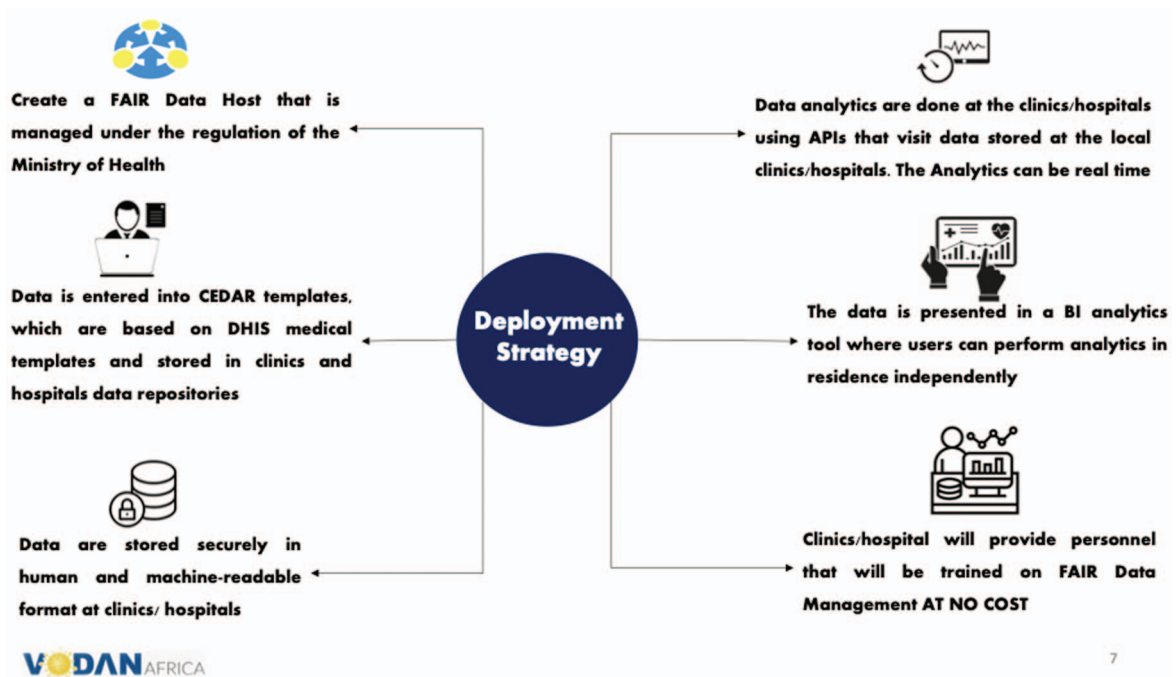 Create a FAIR Data Host that is
managed under the regulation of the
Ministry of Health
Data is entered into CEDAR templates,
which are based on DHIS medical
templates and stored in clinics and
hospitals data repositories
Data are stored securely in
human and machine-readable
format at clinics/ hospitals
Deployment
Strategy
Data analytics are done at the clinics/hospitals
using APIs that visit data stored at the local
clinics/hospitals. The Analytics can be real time
The data is presented in a BI analytics
tool where users can perform analytics in
residence independently
Clinics/hospital will provide personnel
that will be trained on FAIR Data
Management AT NO COST
VODAN AFRICA
7